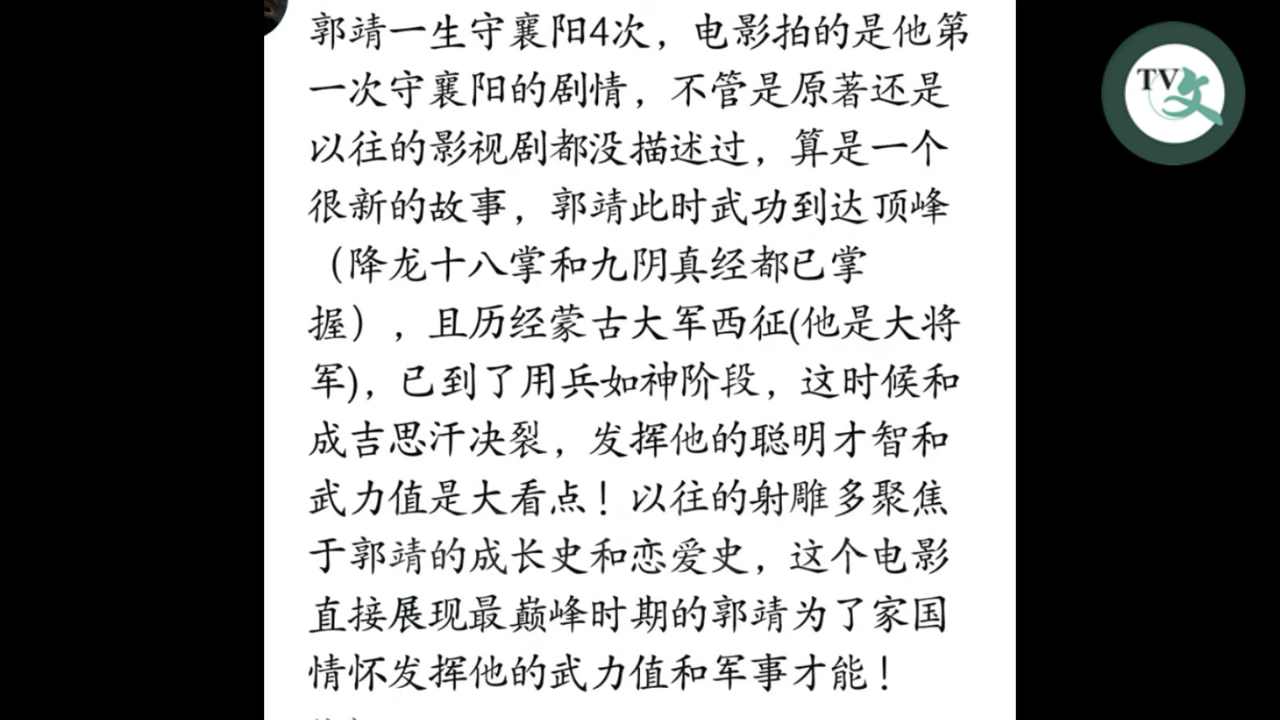 郭靖一生守襄阳4次，电影拍的是他第
一次守襄阳的剧情，不管是原著还是
以往的影视剧都没描述过，算是一个
很新的故事，郭靖此时武功到达顶峰
（降龙十八掌和九阴真经都已掌
握），且历经蒙古大军西征(他是大将
军)，已到了用兵如神阶段，这时候和
成吉思汗决裂，发挥他的聪明才智和
武力值是大看点！以往的射雕多聚焦
于郭靖的成长史和恋爱史，这个电影
直接展现最巅峰时期的郭靖为了家国
情怀发挥他的武力值和军事才能！
TV